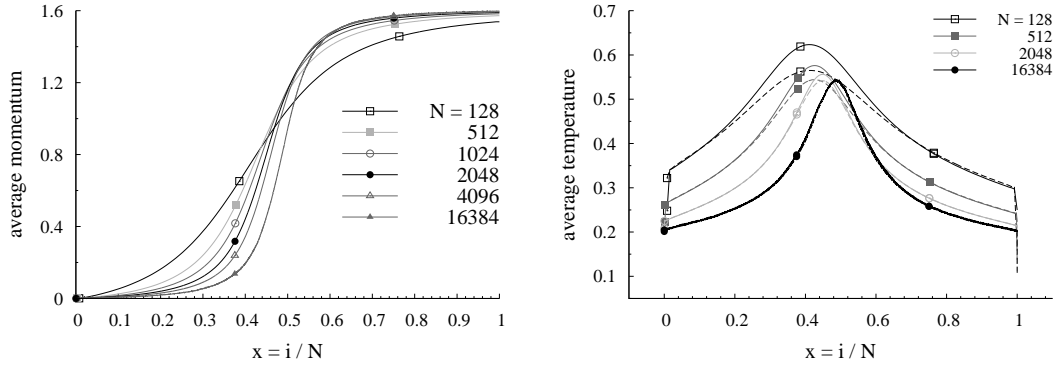 1.6
1.2
0.8
0.4
0
average momentum
N = 128
512
1024
2048
4096
16384
0 0.1 0.2 0.3 0.4 0.5 0.6 0.7 0.8 0.9 1
x = i / N
0.7
0.6
0.5
0.4
0.3
0.2
0.1
average temperature
N = 128
512
2048
16384
0 0.2 0.4 0.6 0.8 1
x = i / N